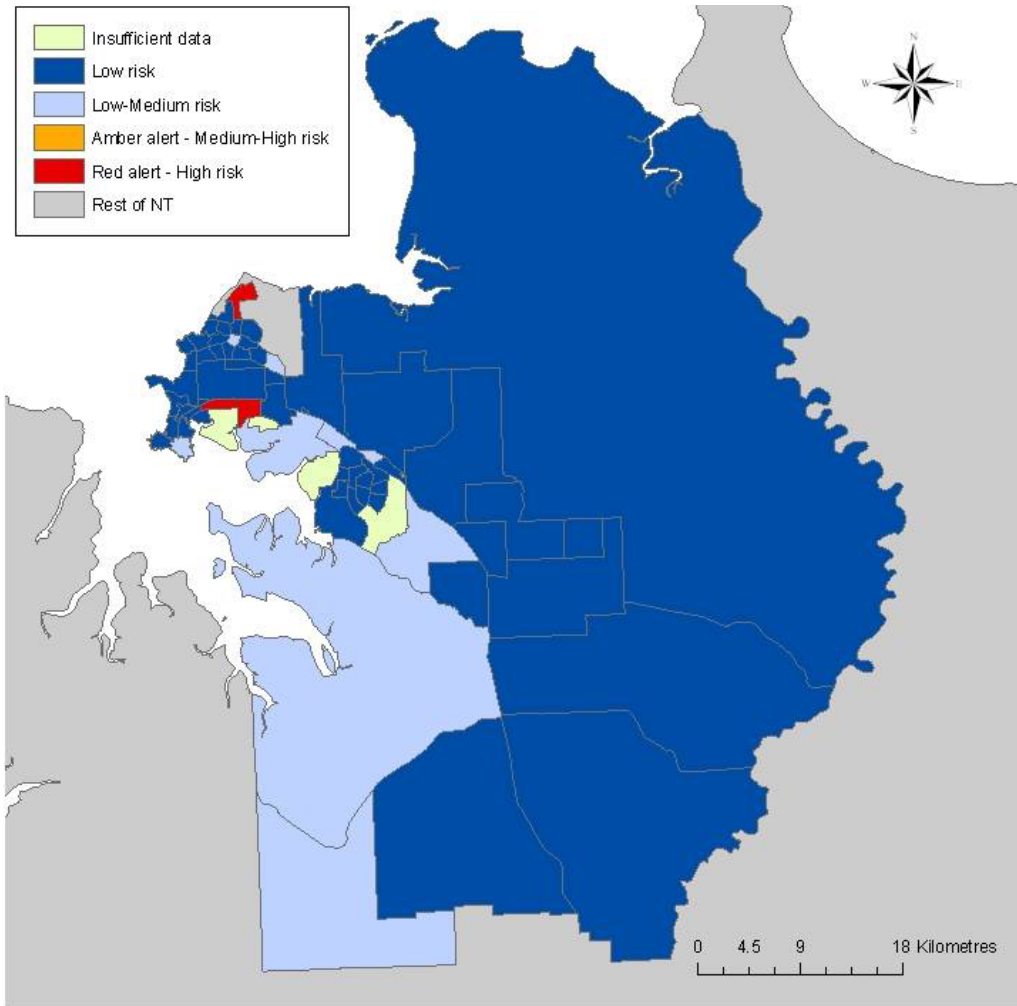 Insufficient data
Low risk
Low-Medium risk
Amber alert - Medium-High risk
Red alert - High risk
Rest of NT
N
W E
S
0 4.5 9 18 Kilometres